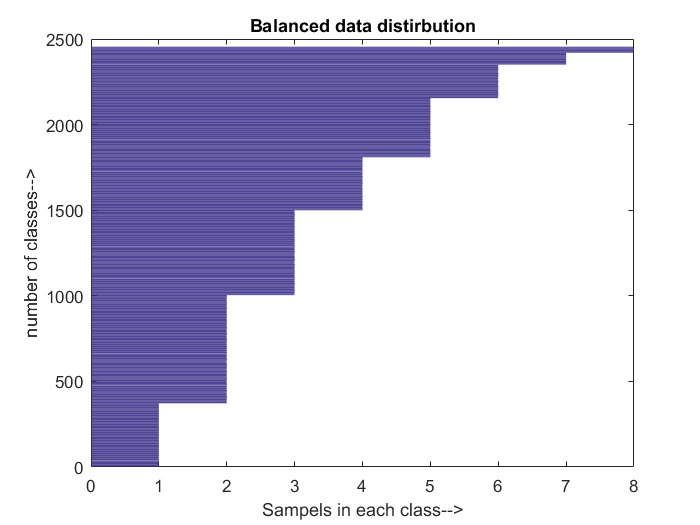 Balanced data distirbution
2500
2000
1500
1000
500
0
number of classes-->
0 1 2 3 4 5 6 7 8
Sampels in each class-->